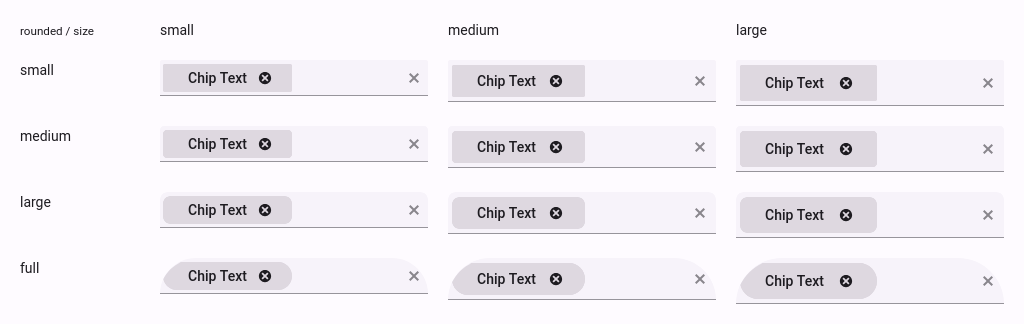 rounded / size small medium large
small Chip Text Chip Text Chip Text
medium Chip Text Chip Text Chip Text
large Chip Text Chip Text Chip Text
full Chip Text Chip Text Chip Text